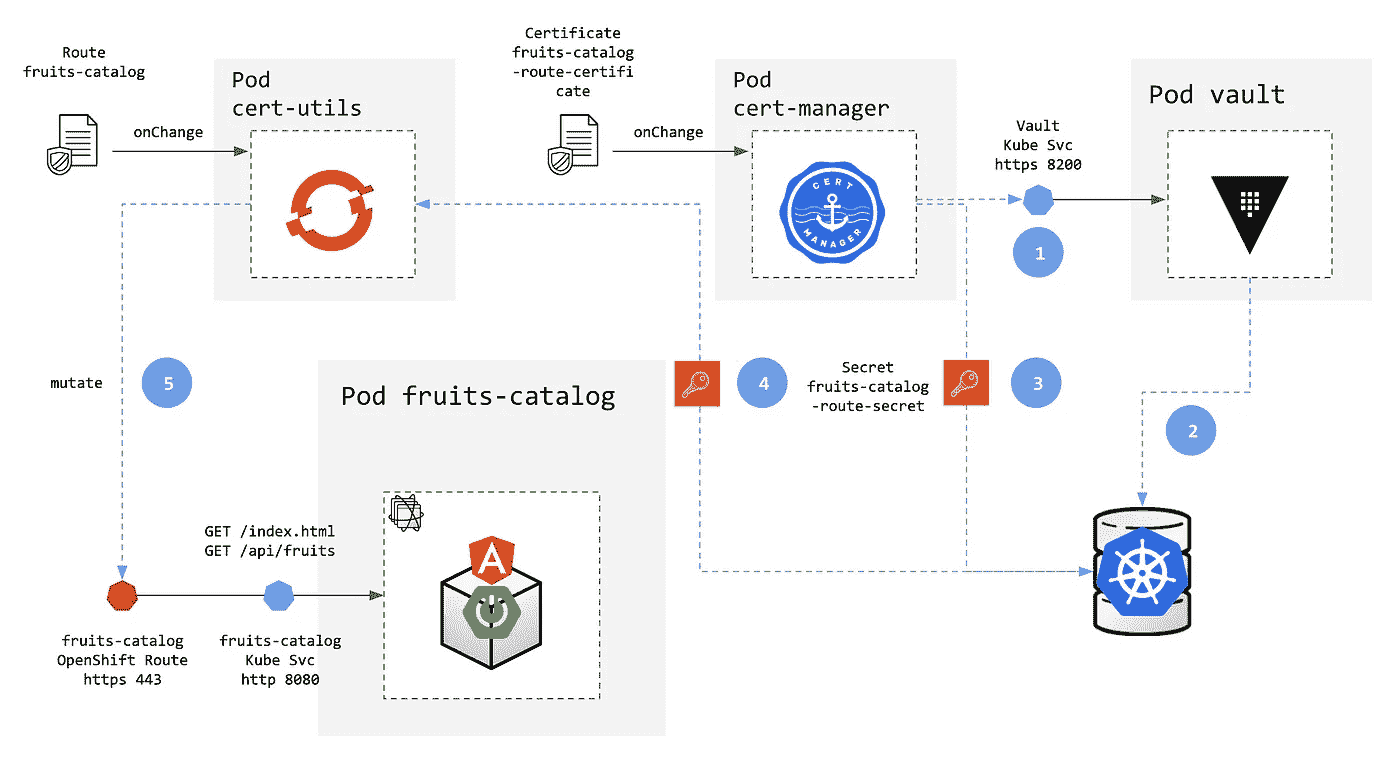 Route
fruits-catalog
onChange
Pod
cert-utils
Certificate
fruits-catalog
-route-certifi
cate
onChange
Pod
cert-manager
CERT
MANAGER
Vault
Kube Svc
https 8200
1
Pod vault
mutate
5
Pod fruits-catalog
4
Secret
fruits-catalog
-route-secret
3
2
GET /index.html
GET /api/fruits
A
fruits-catalog
OpenShift Route
https 443
fruits-catalog
Kube Svc
http 8080